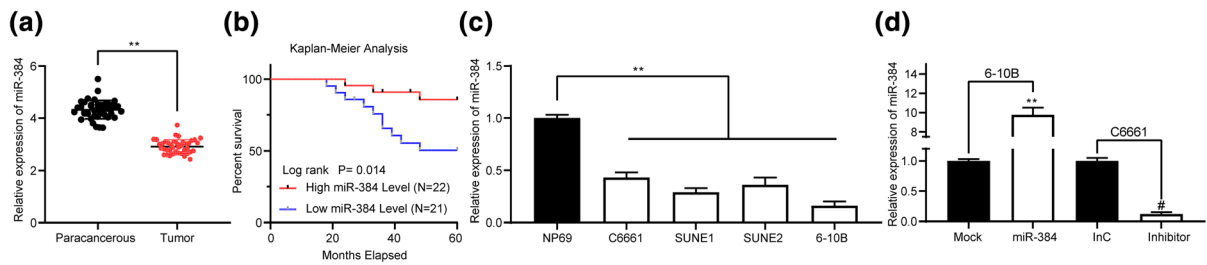 (a)
**
Relative expression of miR-384
6
4
2
0
Paracancerous
Tumor
(b)
Kaplan-Meier Analysis
Percent survival
100
50
0
Log rank P= 0.014
High miR-384 Level (N=22)
Low miR-384 Level (N=21)
0
20
40
60
Months Elapsed
(c)
Relative expression of miR-384
1.5
1.0
0.5
0.0
**
NP69
C6661
SUNE1
SUNE2
6-10B
(d)
Relative expression of miR-384
14
12
10
8
6
1.0
0.5
0.0
6-10B
**
C6661
#
Mock
miR-384
InC
Inhibitor